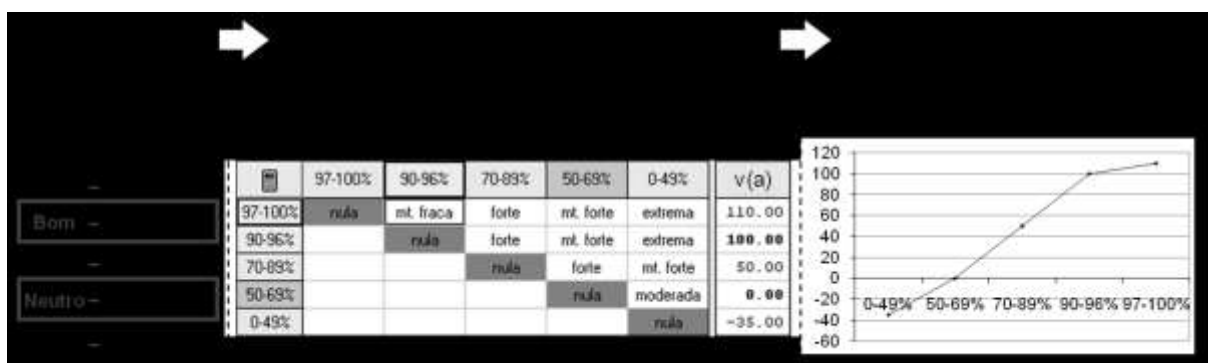 97-100% 90-96% 70-89% 50-69% 0-49% v(a)
97-100% nula mt. fraca forte mt. forte extrema 110.00
90-96% nula forte mt. forte extrema 100.00
70-89% nula forte mt. forte 50.00
50-69% nula moderada 0.00
0-49% nula -35.00
Bom –
Neutro –
120
100
80
60
40
20
0
-20
-40
-60
0-49% 50-69% 70-89% 90-96% 97-100%